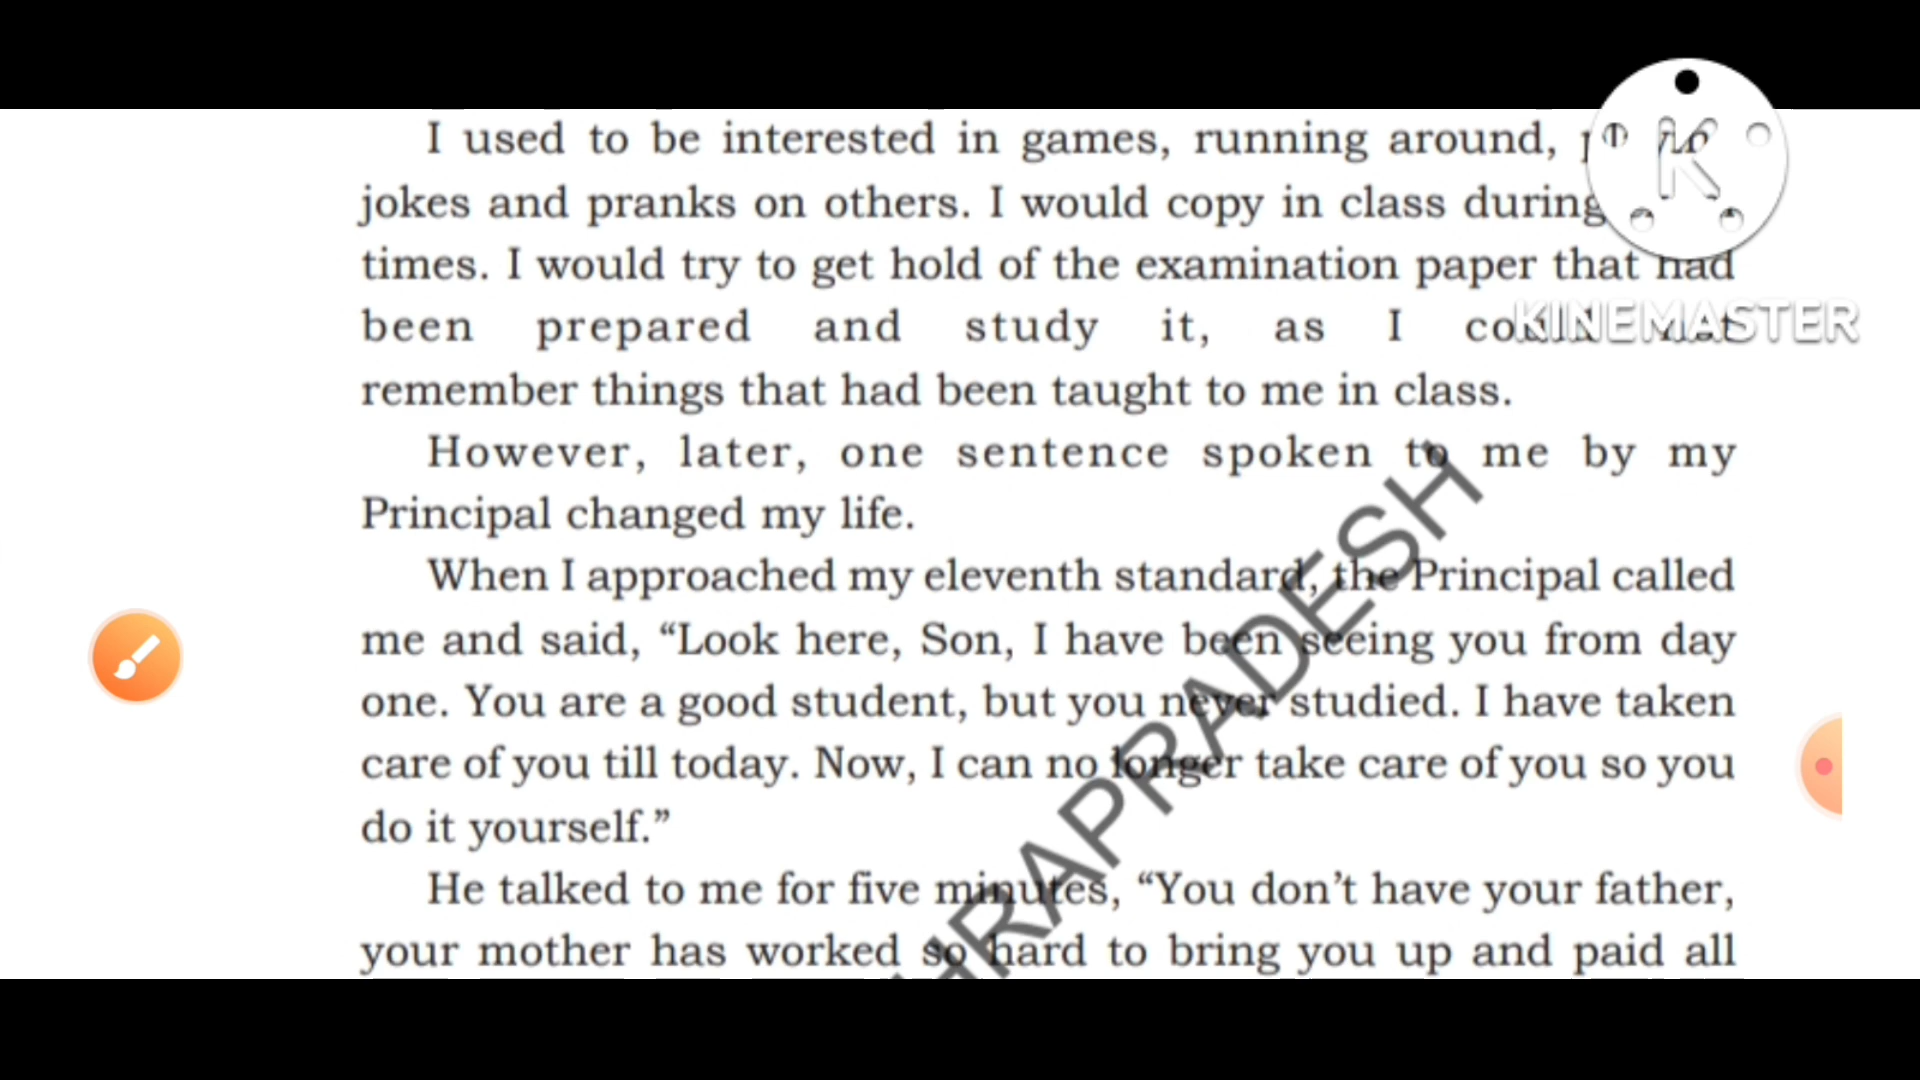 I used to be interested in games, running around,
jokes and pranks on others. I would copy in class during
times. I would try to get hold of the examination paper that had
been prepared and study it, as I could not
remember things that had been taught to me in class.
However, later, one sentence spoken to me by my
Principal changed my life.
When I approached my eleventh standard, the Principal called
me and said, “Look here, Son, I have been seeing you from day
one. You are a good student, but you never studied. I have taken
care of you till today. Now, I can no longer take care of you so you
do it yourself.”
He talked to me for five minutes, “You don’t have your father,
your mother has worked so hard to bring you up and paid all
K
KINEMASTER
HRAPRADESH